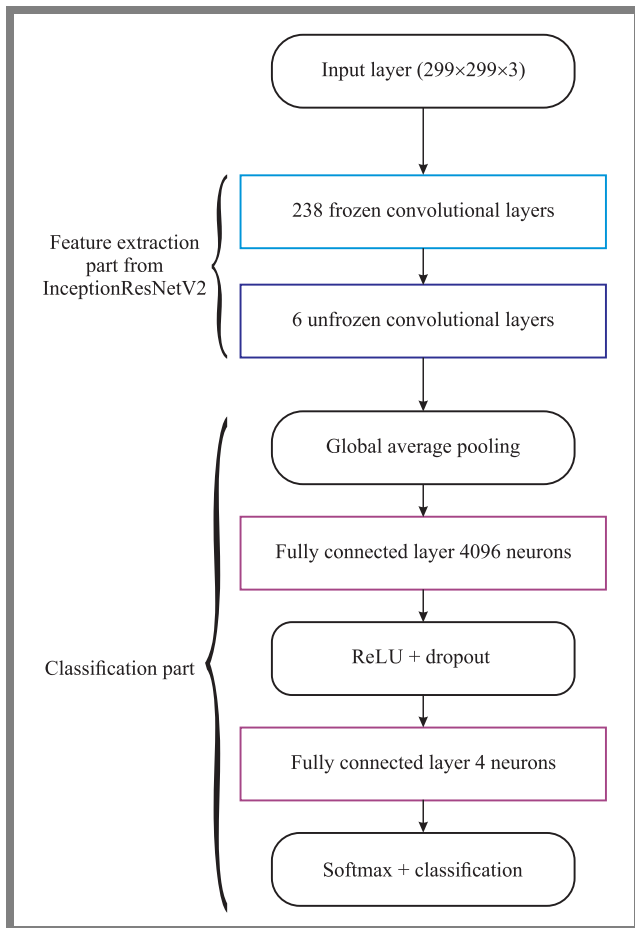 Input layer (299×299×3)
238 frozen convolutional layers
Feature extraction
part from
InceptionResNetV2
6 unfrozen convolutional layers
Global average pooling
Fully connected layer 4096 neurons
ReLU + dropout
Classification part
Fully connected layer 4 neurons
Softmax + classification